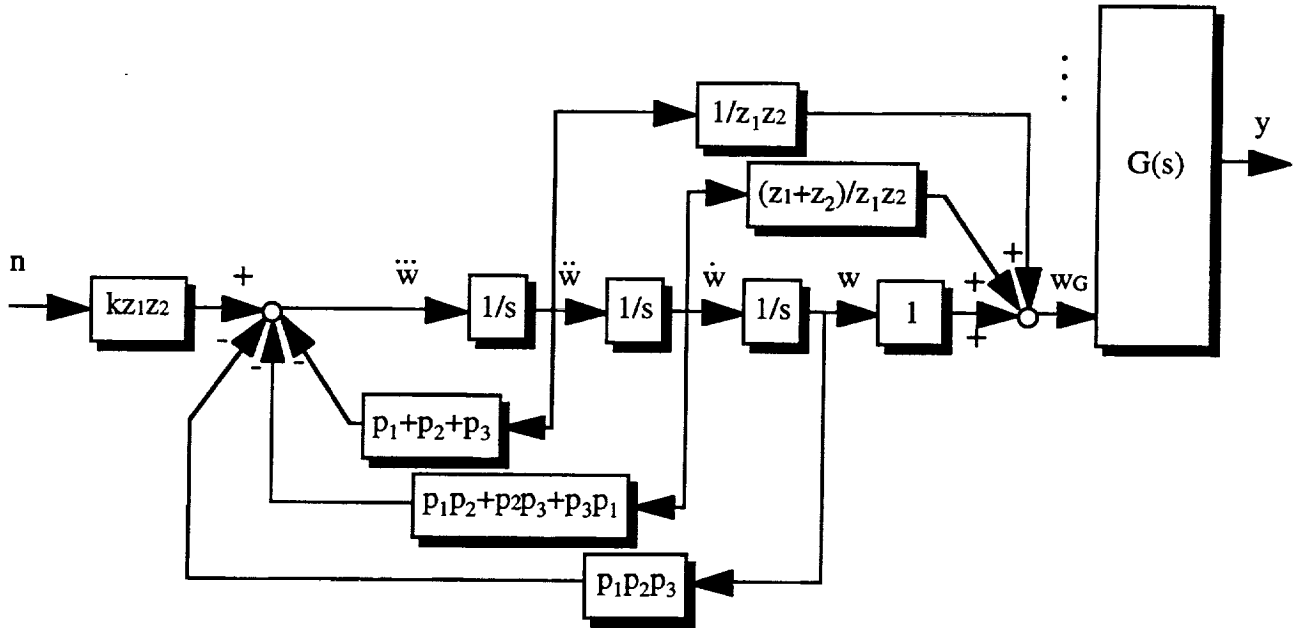 1/z₁z₂
y
G(s)
(z₁+z₂)/z₁z₂
n
+
+
ẅ
ẇ
w
+
w_G
w⃛
kz₁z₂
1/s
1/s
1/s
1
+
-
-
-
p₁+p₂+p₃
p₁p₂+p₂p₃+p₃p₁
p₁p₂p₃